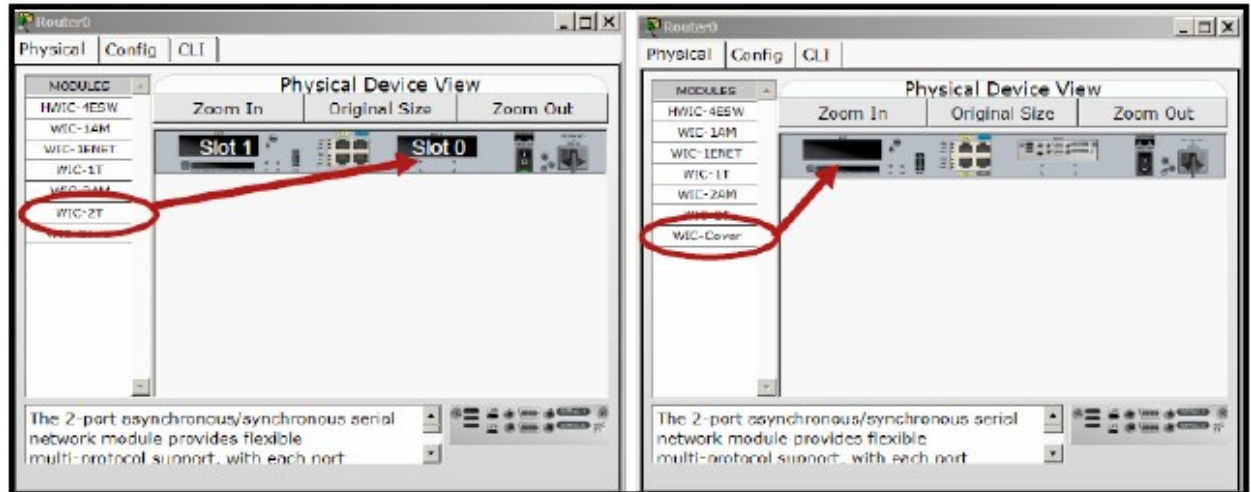 Router0
Physical Config CLI
MODULES
Physical Device View
HWIC-4ESW
Zoom In Original Size Zoom Out
WIC-1AM
WIC-1ENET
Slot 1 Slot 0
WIC-1T
WIC-2AM
WIC-2T
The 2-port asynchronous/synchronous serial
network module provides flexible
multi-protocol support, with each port
Router0
Physical Config CLI
MODULES
Physical Device View
HWIC-4ESW
Zoom In Original Size Zoom Out
WIC-1AM
WIC-1ENET
WIC-1T
WIC-2AM
WIC-2T
WIC-Cover
The 2-port asynchronous/synchronous serial
network module provides flexible
multi-protocol support, with each port